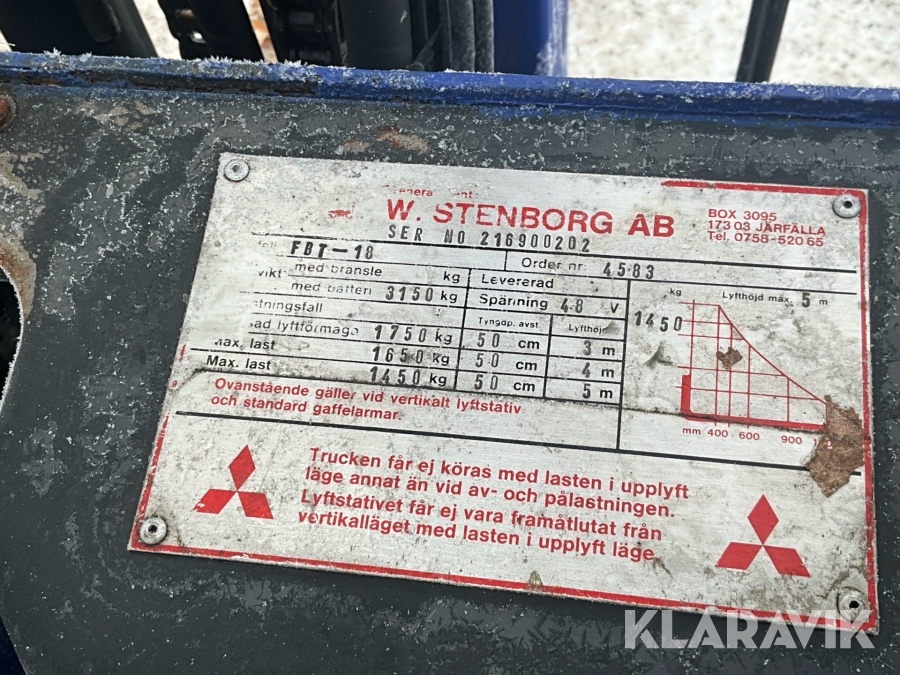 W. STENBORG AB
BOX 3095
173 03 JÄRFÄLLA
Tel. 0758-520 65
SER NO 216900202
FBT-18
Order nr: 4583
med bränsle kg
Levererad
med batteri 3150 kg
Spänning 48 V
Tyngdp. avst. Lyfthöjd
lyftförmåga 1750 kg 50 cm 3 m
Max. last 1650 kg 50 cm 4 m
Max. last 1450 kg 50 cm 5 m
kg Lyfthöjd max. 5 m
1450
mm 400 600 900
Ovanstående gäller vid vertikalt lyftstativ
och standard gaffelarmar.
Trucken får ej köras med lasten i upplyft
läge annat än vid av- och pålastningen.
Lyftstativet får ej vara framåtlutat från
vertikalläget med lasten i upplyft läge
KLARAVIK